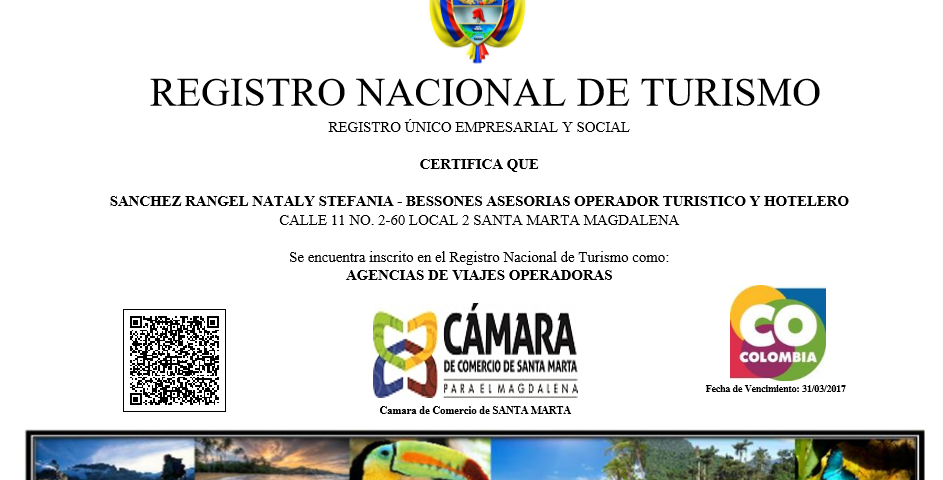 REGISTRO NACIONAL DE TURISMO
REGISTRO ÚNICO EMPRESARIAL Y SOCIAL
CERTIFICA QUE
SANCHEZ RANGEL NATALY STEFANIA - BESSONES ASESORIAS OPERADOR TURISTICO Y HOTELERO
CALLE 11 NO. 2-60 LOCAL 2 SANTA MARTA MAGDALENA
Se encuentra inscrito en el Registro Nacional de Turismo como:
AGENCIAS DE VIAJES OPERADORAS
CÁMARA
DE COMERCIO DE SANTA MARTA
PARA EL MAGDALENA
Camara de Comercio de SANTA MARTA
CO
COLOMBIA
Fecha de Vencimiento: 31/03/2017